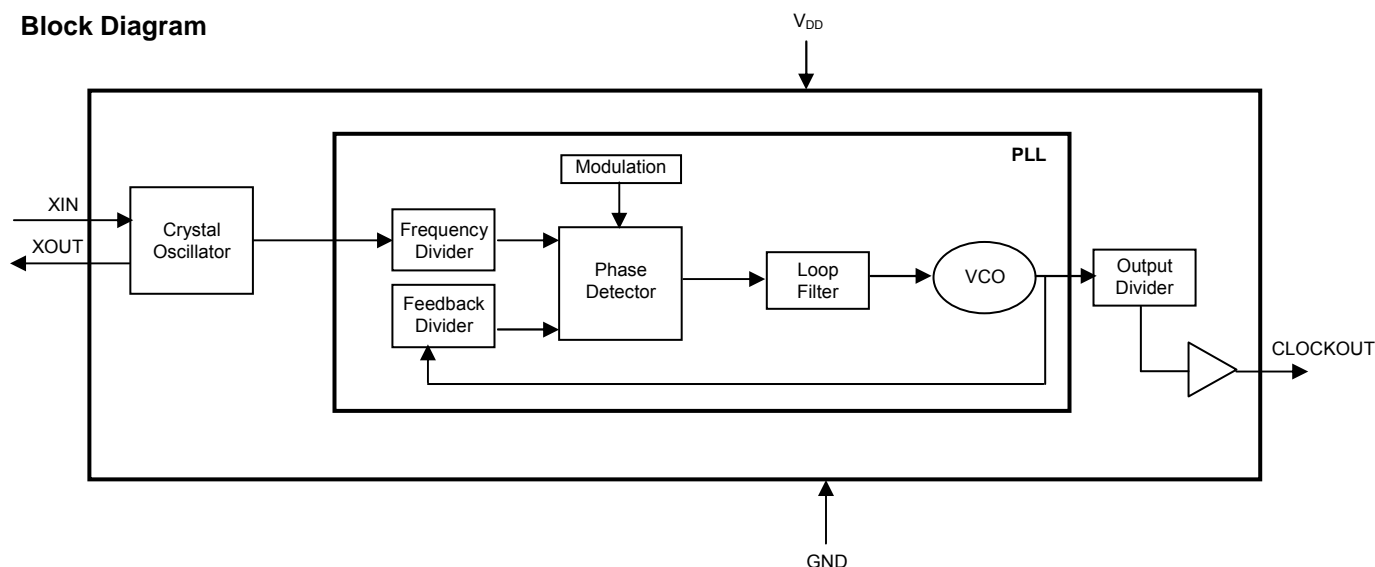 Block Diagram
VDD
PLL
Modulation
XIN
XOUT
Crystal
Oscillator
Frequency
Divider
Feedback
Divider
Phase
Detector
Loop
Filter
VCO
Output
Divider
CLOCKOUT
GND